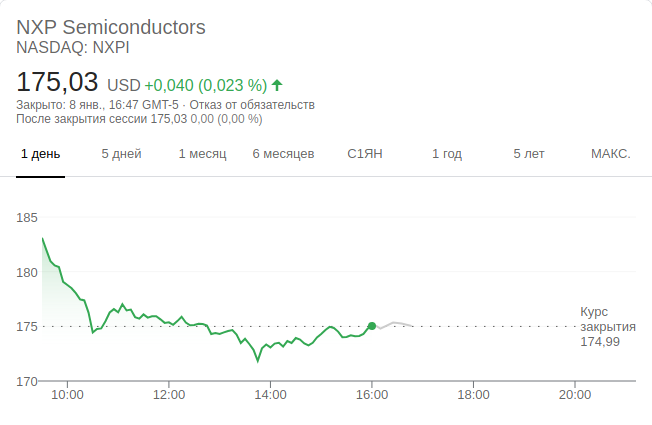 NXP Semiconductors
NASDAQ: NXPI
175,03 USD +0,040 (0,023 %)
Закрыто: 8 янв., 16:47 GMT-5 · Отказ от обязательств
После закрытия сессии 175,03 0,00 (0,00 %)
1 день 5 дней 1 месяц 6 месяцев С1ЯН 1 год 5 лет МАКС.
185
180
175
170
Курс
закрытия
174,99
10:00 12:00 14:00 16:00 18:00 20:00